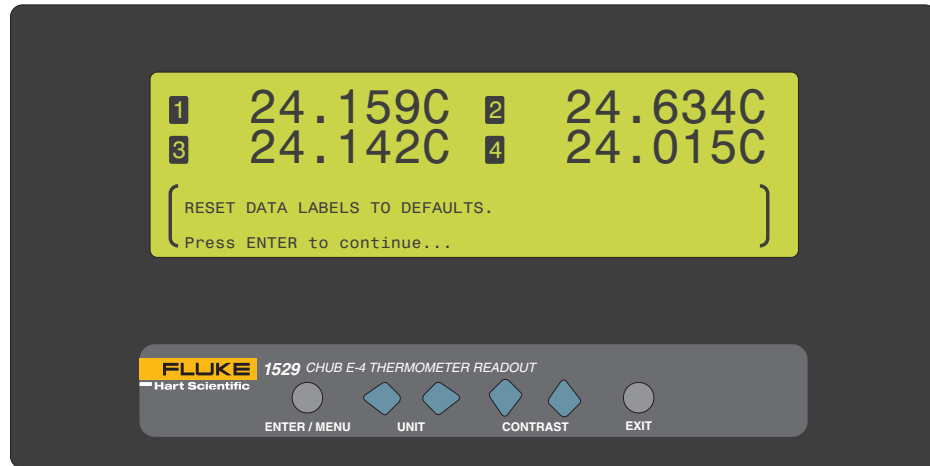 1 24.159C 2 24.634C
3 24.142C 4 24.015C
RESET DATA LABELS TO DEFAULTS.
Press ENTER to continue...
FLUKE 1529 CHUB E-4 THERMOMETER READOUT
Hart Scientific
ENTER / MENU UNIT CONTRAST EXIT